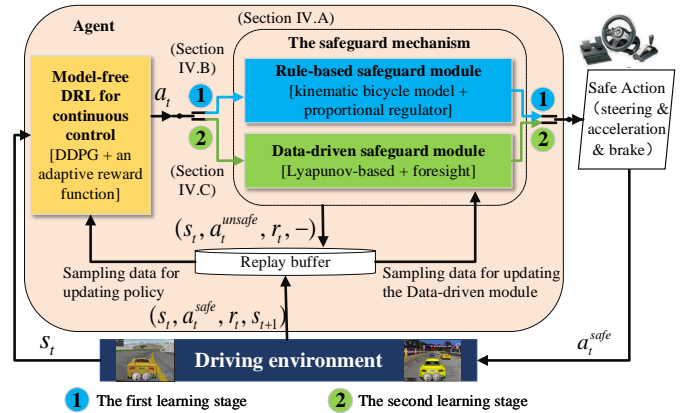 (Section IV.A)
Agent
The safeguard mechanism
(Section
IV.B)
Model-free
DRL for
continuous
control
[DDPG + an
adaptive reward
function]
a_t
1
2
Rule-based safeguard module
[kinematic bicycle model +
proportional regulator]
Data-driven safeguard module
[Lyapunov-based + foresight]
1
2
Safe Action
(steering &
acceleration
& brake)
(Section
IV.C)
(s_t, a_t^{unsafe}, r_t, −)
Replay buffer
Sampling data for
updating policy
Sampling data for updating
the Data-driven module
(s_t, a_t^{safe}, r_t, s_{t+1})
s_t
a_t^{safe}
Driving environment
1 The first learning stage
2 The second learning stage